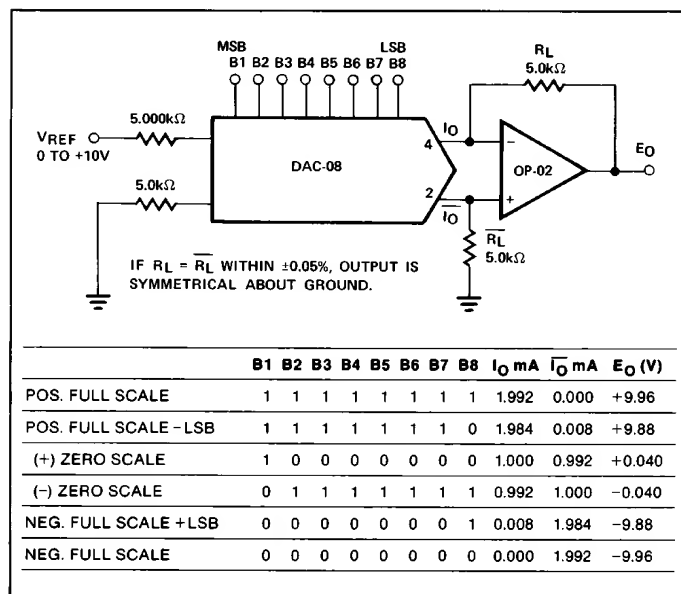 MSB LSB
B1 B2 B3 B4 B5 B6 B7 B8
RL
5.0kΩ
VREF
0 TO +10V
5.000kΩ
IO
4
DAC-08
−
OP-02
EO
5.0kΩ
2
IO
+
RL
5.0kΩ
IF RL = RL WITHIN ±0.05%, OUTPUT IS
SYMMETRICAL ABOUT GROUND.
B1 B2 B3 B4 B5 B6 B7 B8 IO mA IO mA EO (V)
POS. FULL SCALE 1 1 1 1 1 1 1 1 1.992 0.000 +9.96
POS. FULL SCALE −LSB 1 1 1 1 1 1 1 0 1.984 0.008 +9.88
(+) ZERO SCALE 1 0 0 0 0 0 0 0 1.000 0.992 +0.040
(−) ZERO SCALE 0 1 1 1 1 1 1 1 0.992 1.000 −0.040
NEG. FULL SCALE +LSB 0 0 0 0 0 0 0 1 0.008 1.984 −9.88
NEG. FULL SCALE 0 0 0 0 0 0 0 0 0.000 1.992 −9.96